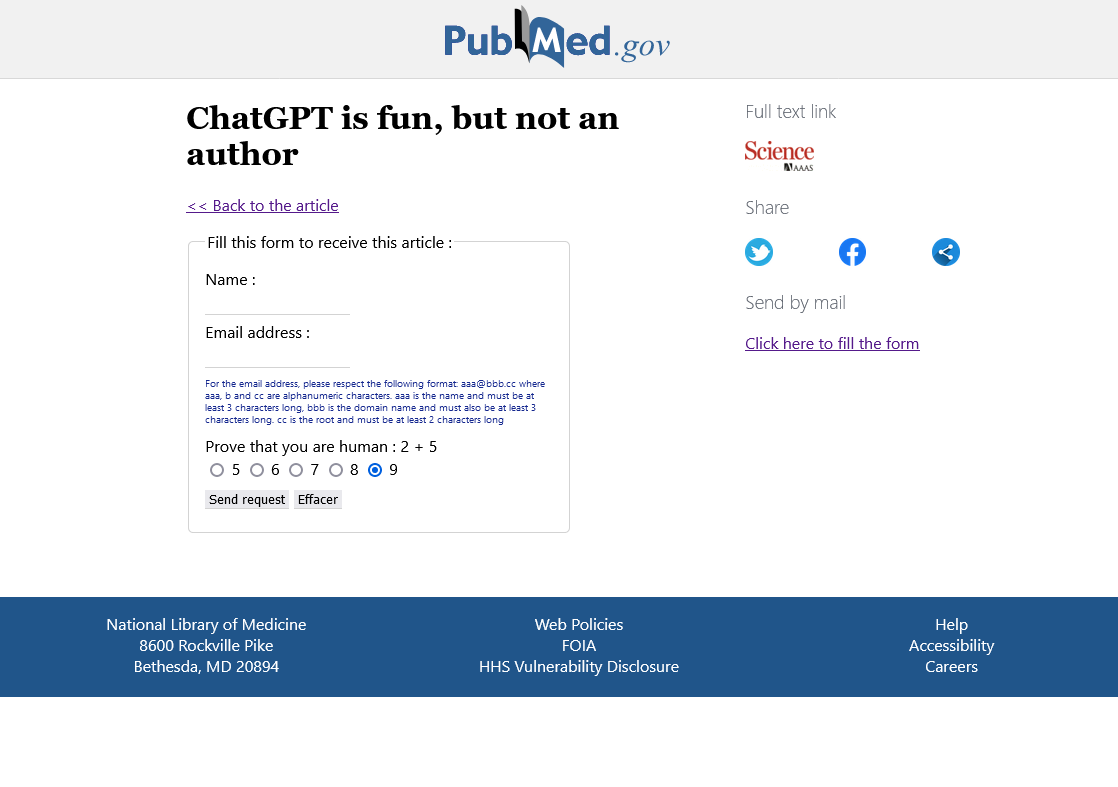 PubMed.gov
ChatGPT is fun, but not an
author
<< Back to the article
Fill this form to receive this article :
Name :
Email address :
For the email address, please respect the following format: aaa@bbb.cc where
aaa, b and cc are alphanumeric characters. aaa is the name and must be at
least 3 characters long, bbb is the domain name and must also be at least 3
characters long. cc is the root and must be at least 2 characters long
Prove that you are human : 2 + 5
5 6 7 8 9
Send request Effacer
Full text link
Science
AAAS
Share
Send by mail
Click here to fill the form
National Library of Medicine
8600 Rockville Pike
Bethesda, MD 20894
Web Policies
FOIA
HHS Vulnerability Disclosure
Help
Accessibility
Careers